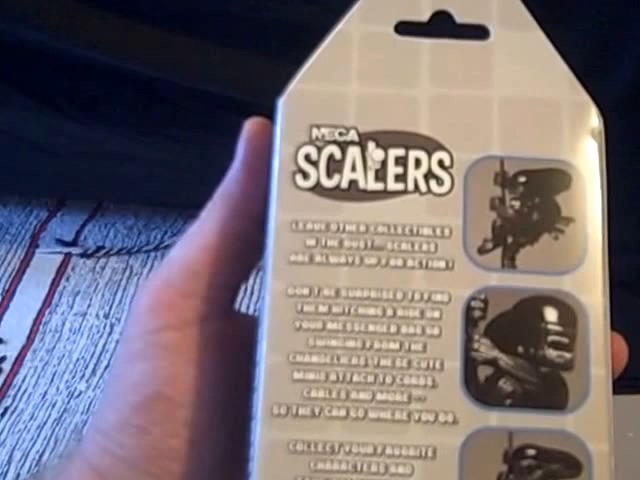 NECA
SCALERS
LEAVE OTHER COLLECTIBLES
IN THE DUST—SCALERS
ARE ALWAYS UP FOR ACTION!
DON'T BE SURPRISED TO FIND
THEM HITCHING A RIDE ON
YOUR MESSENGER BAG OR
SWINGING FROM THE
CHANDELIERS THESE CUTE
MINIS ATTACH TO CORDS,
CABLES AND MORE --
SO THEY CAN GO WHERE YOU GO.
COLLECT YOUR FAVORITE
CHARACTERS AND